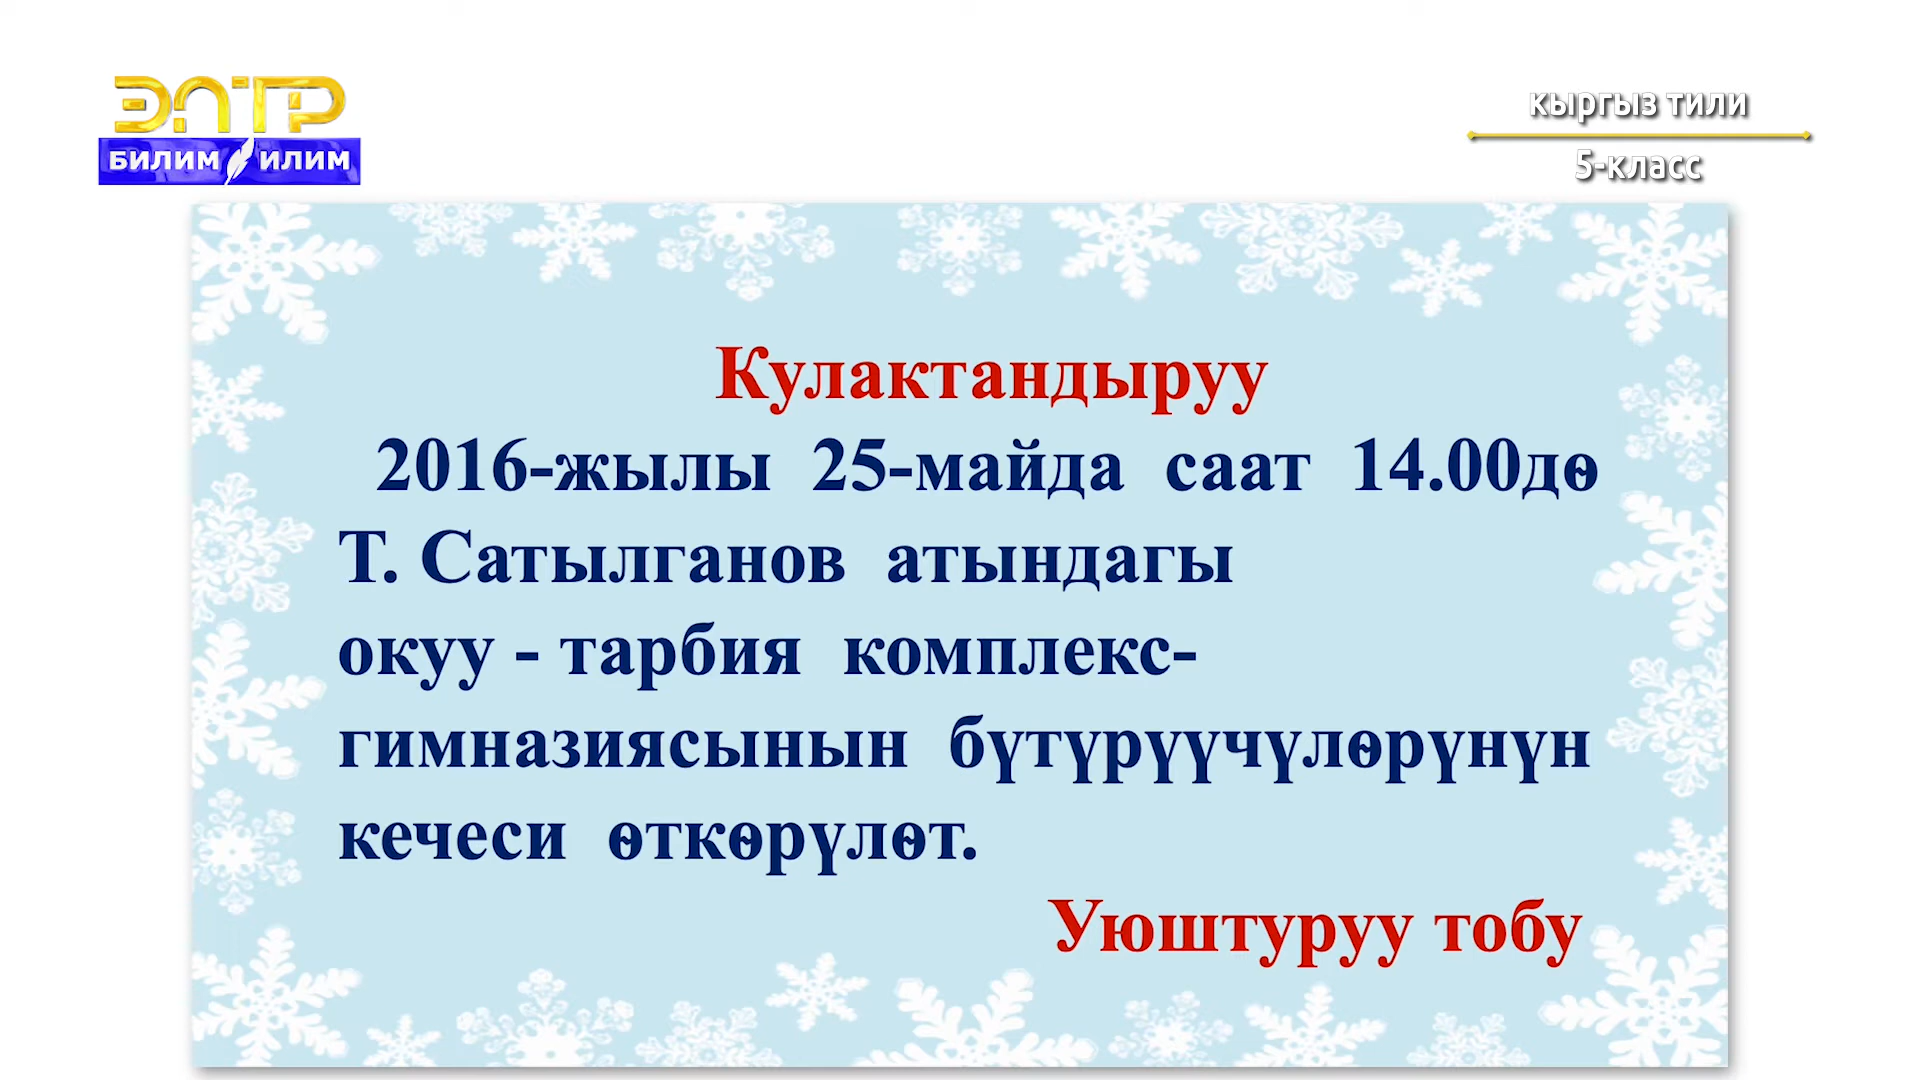 ЭЛТР
БИЛИМ ИЛИМ
кыргыз тили
5-класс
Кулактандыруу
2016-жылы 25-майда саат 14.00дө
Т. Сатылганов атындагы
окуу - тарбия комплекс-
гимназиясынын бүтүрүүчүлөрүнүн
кечеси өткөрүлөт.
Уюштуруу тобу